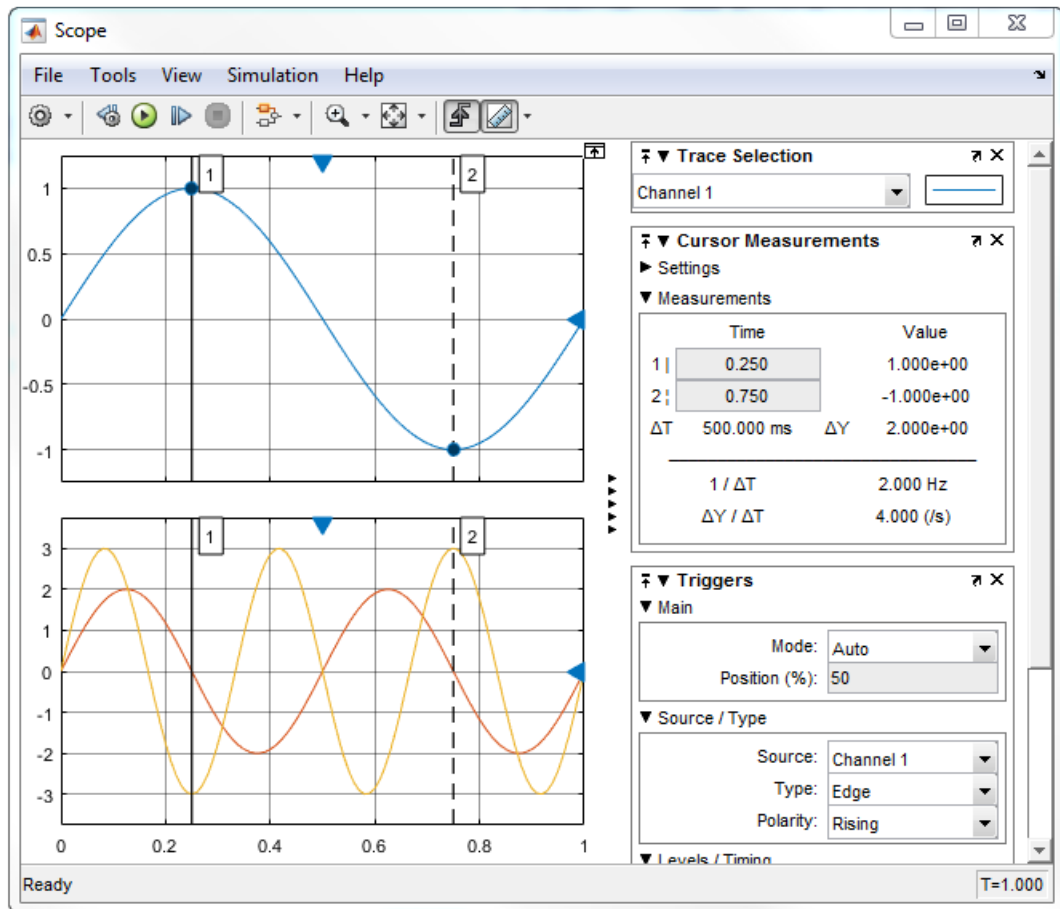 Scope
File Tools View Simulation Help
1
2
1
0.5
0
-0.5
-1
1
2
3
2
1
0
-1
-2
-3
0 0.2 0.4 0.6 0.8 1
Trace Selection
Channel 1
Cursor Measurements
Settings
Measurements
Time Value
1 | 0.250 1.000e+00
2 ¦ 0.750 -1.000e+00
ΔT 500.000 ms ΔY 2.000e+00
1 / ΔT 2.000 Hz
ΔY / ΔT 4.000 (/s)
Triggers
Main
Mode: Auto
Position (%): 50
Source / Type
Source: Channel 1
Type: Edge
Polarity: Rising
Levels / Timing
Ready T=1.000